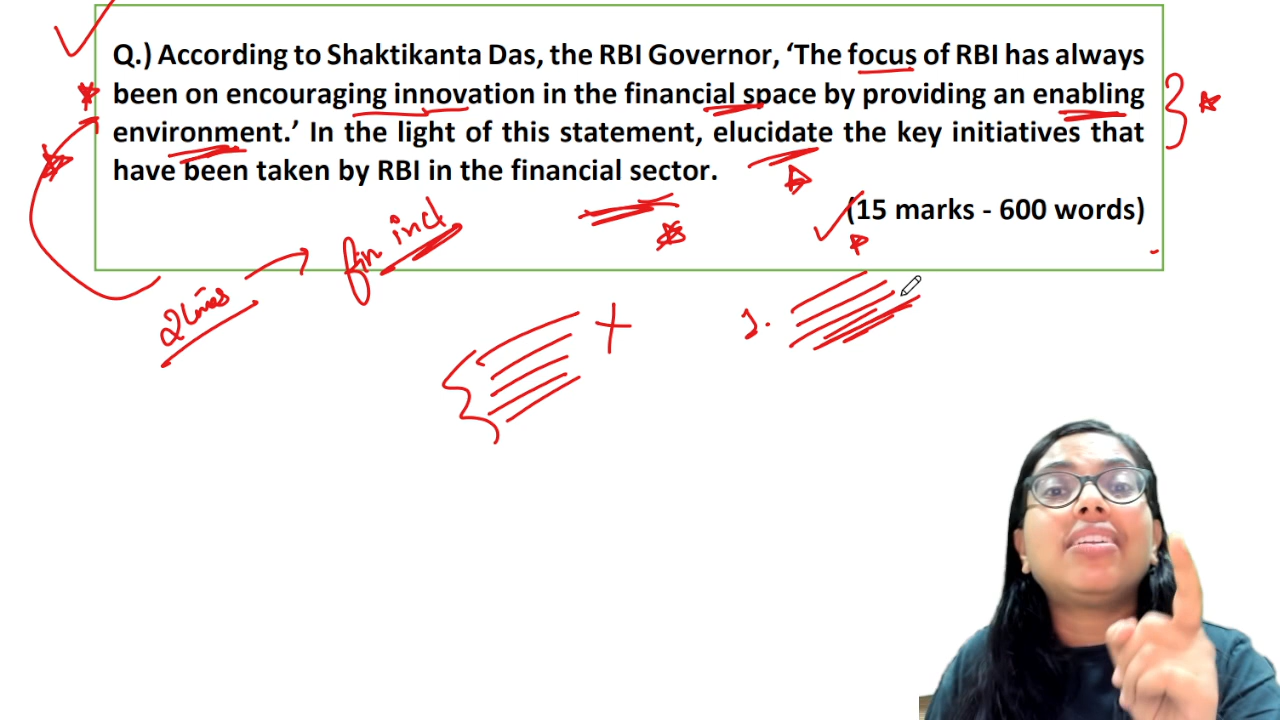 Q.) According to Shaktikanta Das, the RBI Governor, ‘The focus of RBI has always
been on encouraging innovation in the financial space by providing an enabling
environment.’ In the light of this statement, elucidate the key initiatives that
have been taken by RBI in the financial sector.
(15 marks - 600 words)
fin incl
2 lines
1.